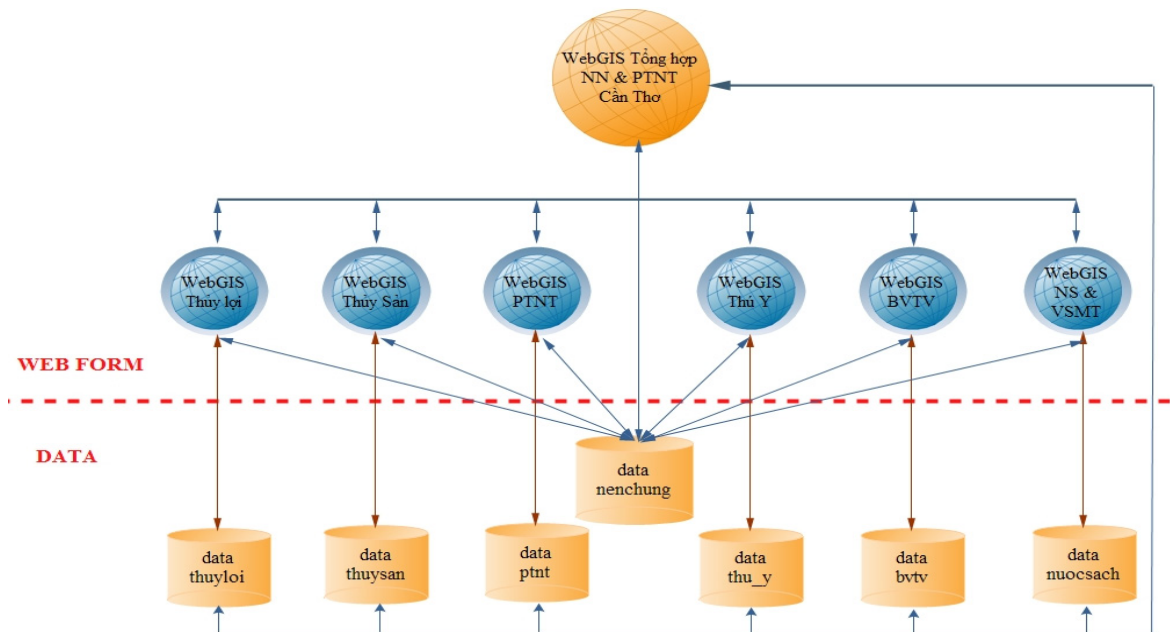 WebGIS Tổng hợp
NN & PTNT
Cần Thơ
WebGIS
Thủy lợi
WebGIS
Thủy Sản
WebGIS
PTNT
WebGIS
Thú Y
WebGIS
BVTV
WebGIS
NS &
VSMT
WEB FORM
DATA
data
nenchung
data
thuyloi
data
thuysan
data
ptnt
data
thu_y
data
bvtv
data
nuocsach